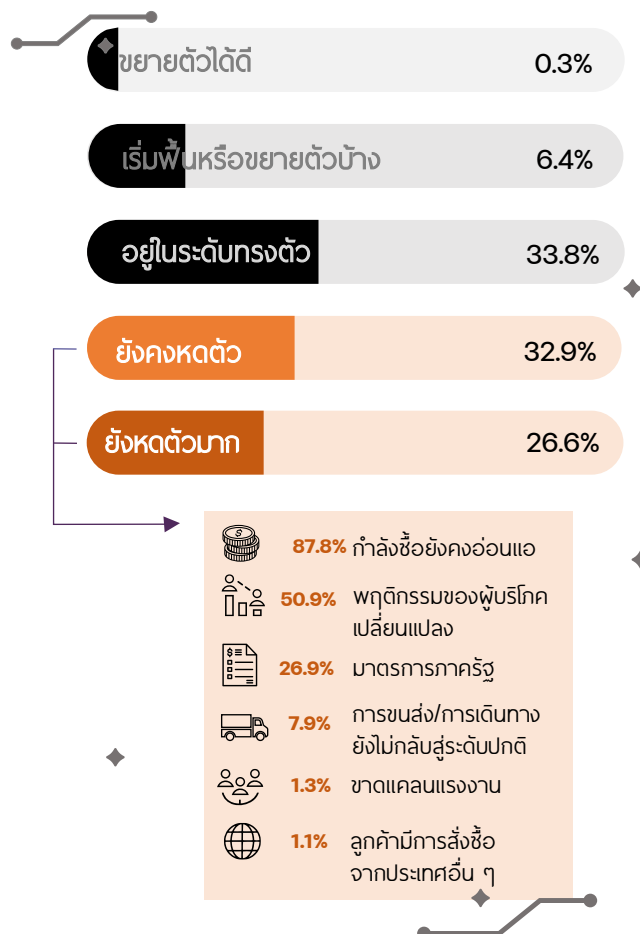 ขยายตัวได้ดี 0.3%
เริ่มฟื้นหรือขยายตัวบ้าง 6.4%
อยู่ในระดับทรงตัว 33.8%
ยังคงหดตัว 32.9%
ยังหดตัวมาก 26.6%
87.8% กำลังซื้อยังคงอ่อนแอ
50.9% พฤติกรรมของผู้บริโภค
เปลี่ยนแปลง
26.9% มาตรการภาครัฐ
7.9% การขนส่ง/การเดินทาง
ยังไม่กลับสู่ระดับปกติ
1.3% ขาดแคลนแรงงาน
1.1% ลูกค้ามีการสั่งซื้อ
จากประเทศอื่น ๆ